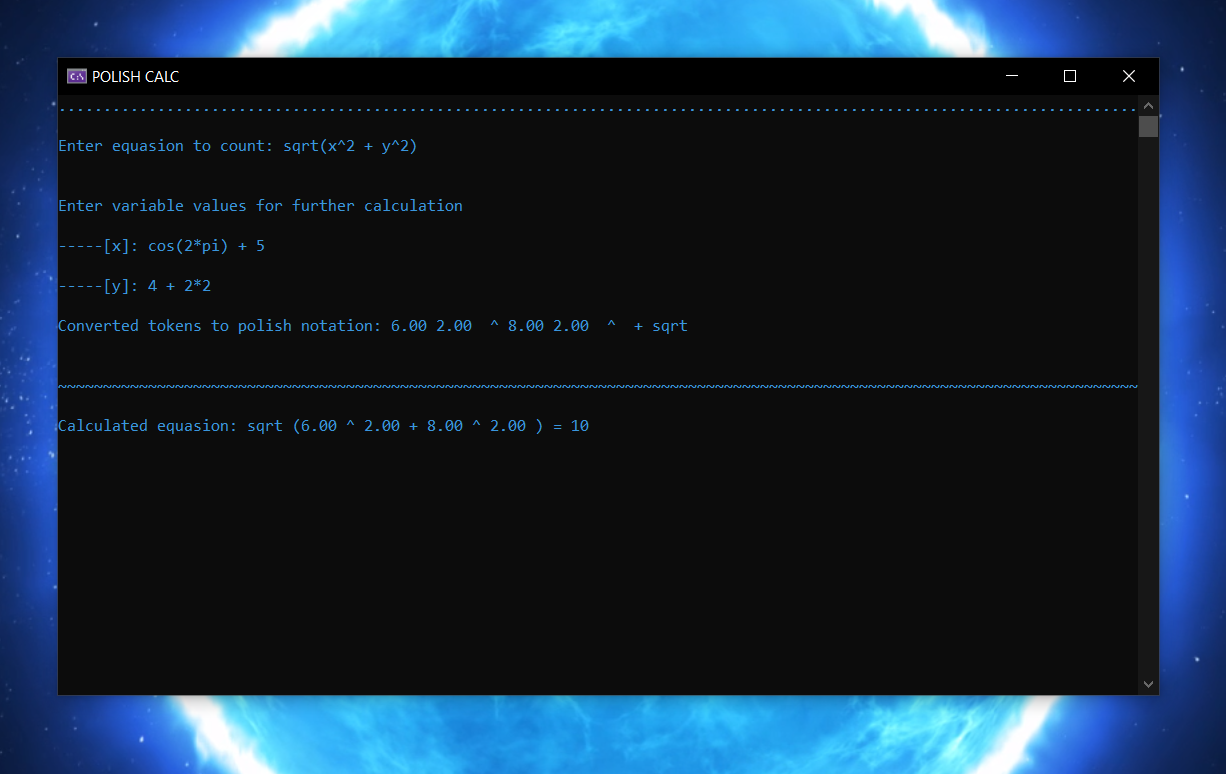 C:\ POLISH CALC
------------------------------------------------------------------------------------------------------------------------
Enter equasion to count: sqrt(x^2 + y^2)
Enter variable values for further calculation
-----[x]: cos(2*pi) + 5
-----[y]: 4 + 2*2
Converted tokens to polish notation: 6.00 2.00  ^ 8.00 2.00  ^  + sqrt
~~~~~~~~~~~~~~~~~~~~~~~~~~~~~~~~~~~~~~~~~~~~~~~~~~~~~~~~~~~~~~~~~~~~~~~~~~~~~~~~~~~~~~~~~~~~~~~~~~~~~~~~~~~~~~~~~~~~~~~~
Calculated equasion: sqrt (6.00 ^ 2.00 + 8.00 ^ 2.00 ) = 10